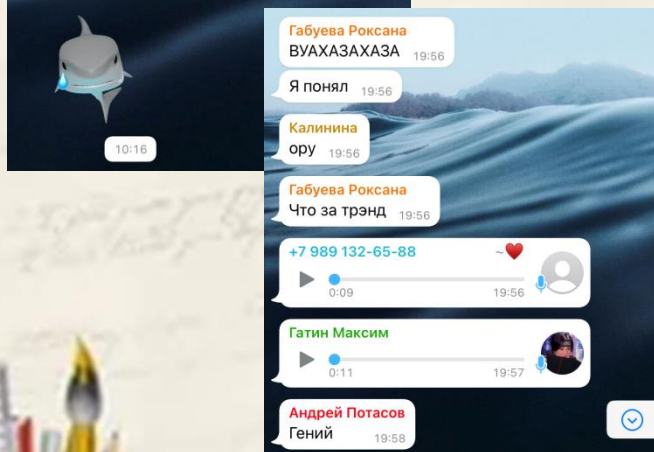 10:16
Габуева Роксана
ВУАХАЗАХАЗА 19:56
Я понял 19:56
Калинина
ору 19:56
Габуева Роксана
Что за трэнд 19:56
+7 989 132-65-88 ~❤️
0:09 19:56
Гатин Максим
0:11 19:57
Андрей Потасов
Гений 19:58